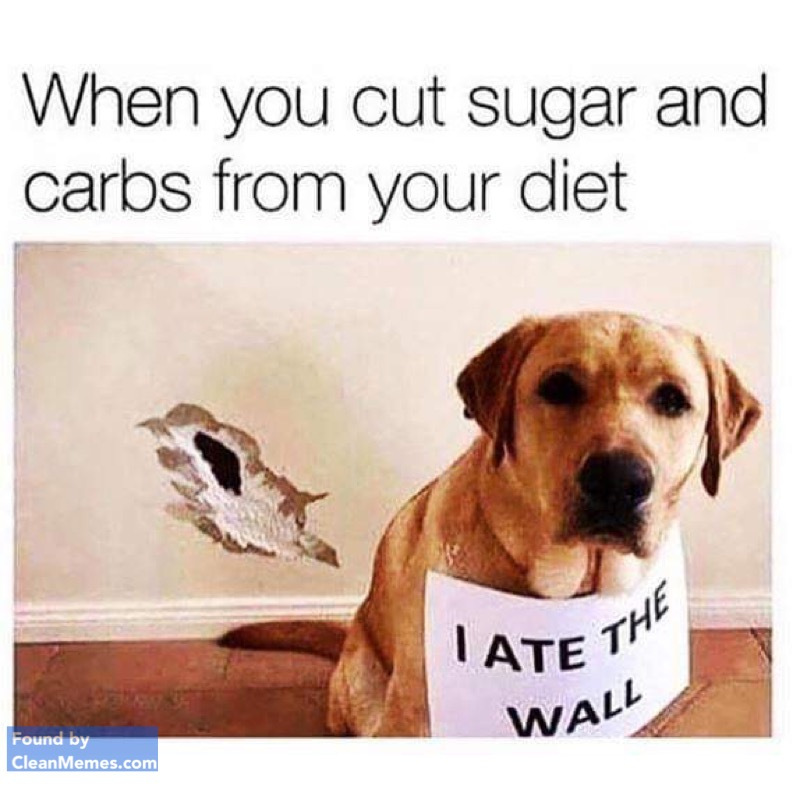 When you cut sugar and
carbs from your diet
I ATE THE
WALL
Found by
CleanMemes.com